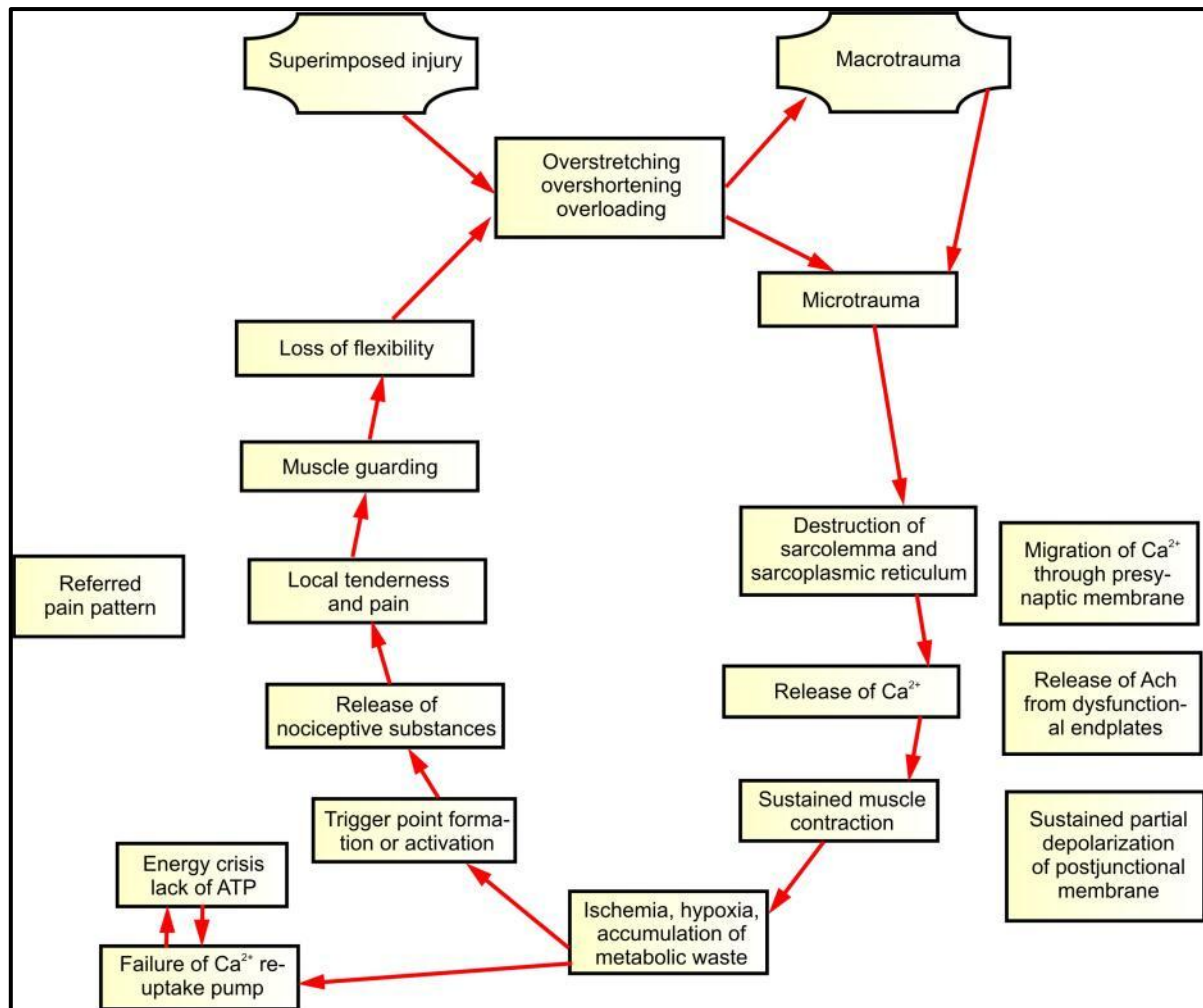 Superimposed injury
Macrotrauma
Overstretching
overshortening
overloading
Microtrauma
Loss of flexibility
Muscle guarding
Destruction of
sarcolemma and
sarcoplasmic reticulum
Migration of Ca²⁺
through presy-
naptic membrane
Referred
pain pattern
Local tenderness
and pain
Release of
nociceptive substances
Release of Ca²⁺
Release of Ach
from dysfunction-
al endplates
Trigger point forma-
tion or activation
Sustained muscle
contraction
Sustained partial
depolarization
of postjunctional
membrane
Energy crisis
lack of ATP
Ischemia, hypoxia,
accumulation of
metabolic waste
Failure of Ca²⁺ re-
uptake pump